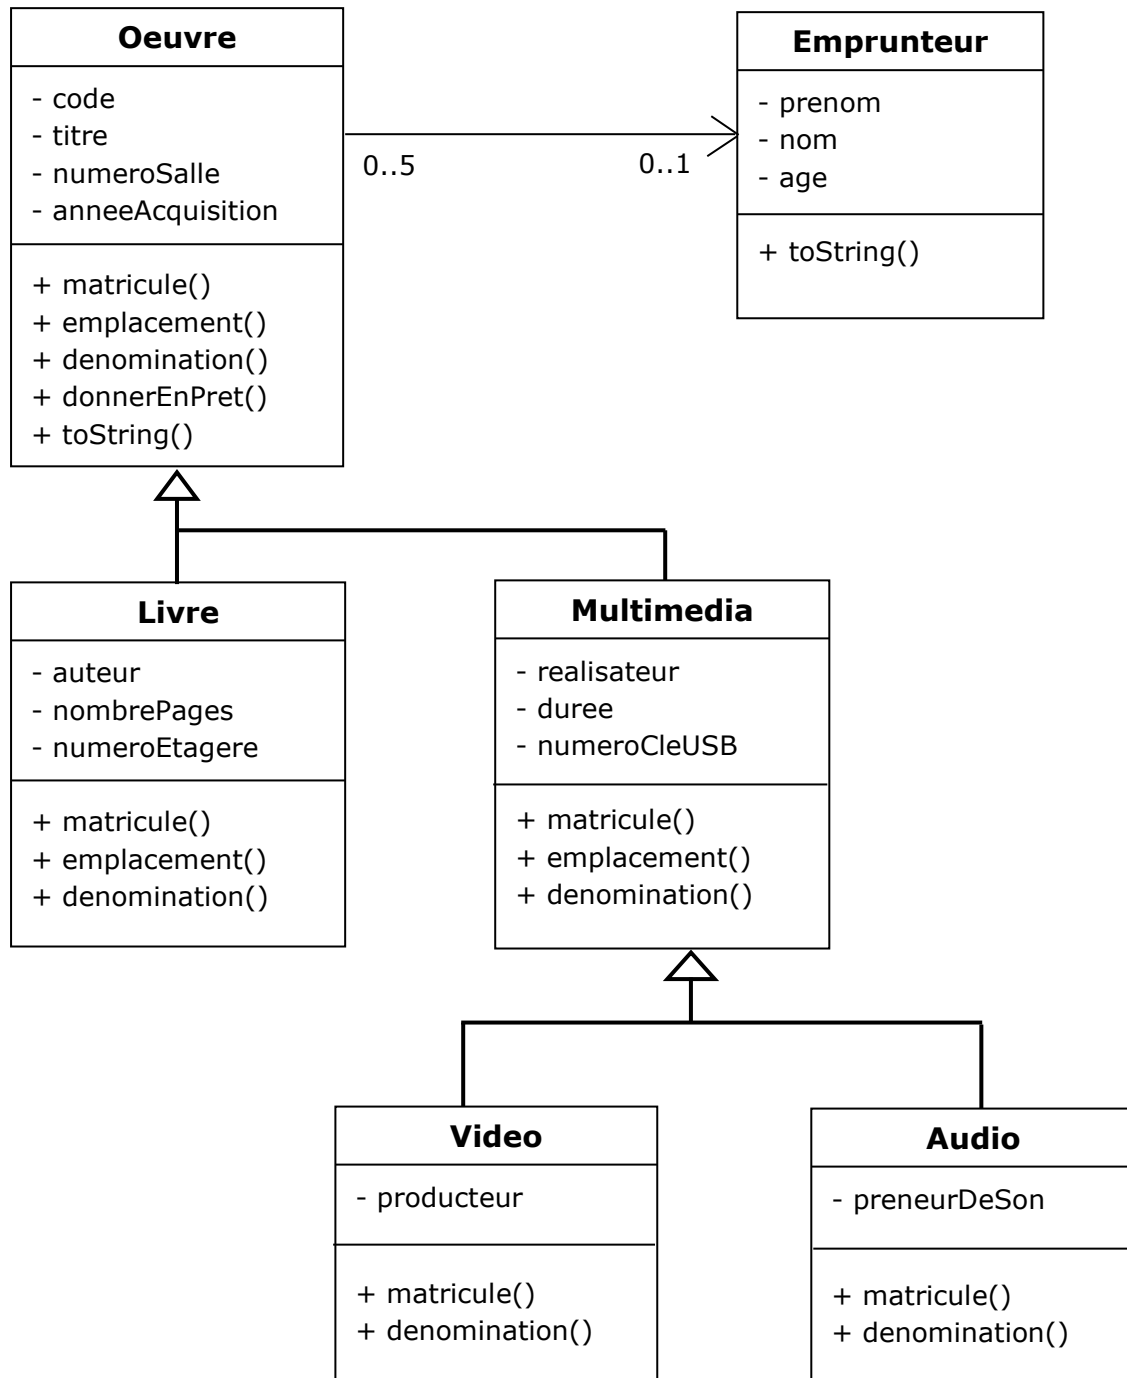 Oeuvre
- code
- titre
- numeroSalle
- anneeAcquisition
+ matricule()
+ emplacement()
+ denomination()
+ donnerEnPret()
+ toString()
0..5
0..1
Emprunteur
- prenom
- nom
- age
+ toString()
Livre
- auteur
- nombrePages
- numeroEtagere
+ matricule()
+ emplacement()
+ denomination()
Multimedia
- realisateur
- duree
- numeroCleUSB
+ matricule()
+ emplacement()
+ denomination()
Video
- producteur
+ matricule()
+ denomination()
Audio
- preneurDeSon
+ matricule()
+ denomination()